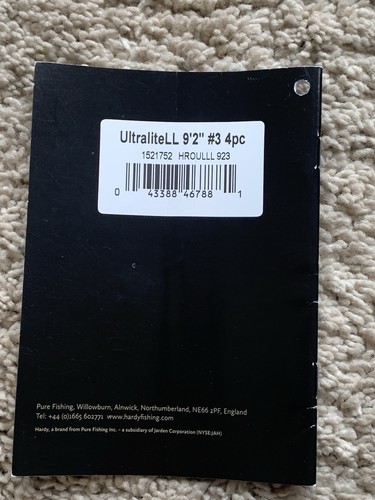 UltraliteLL 9'2" #3 4pc
1521752 HROULLL 923
0 43388 46788 1
Pure Fishing, Willowburn, Alnwick, Northumberland, NE66 2PF, England
Tel: +44 (0)1665 602771 www.hardyfishing.com
Hardy, a brand from Pure Fishing Inc. – a subsidiary of Jarden Corporation (NYSE:JAH)